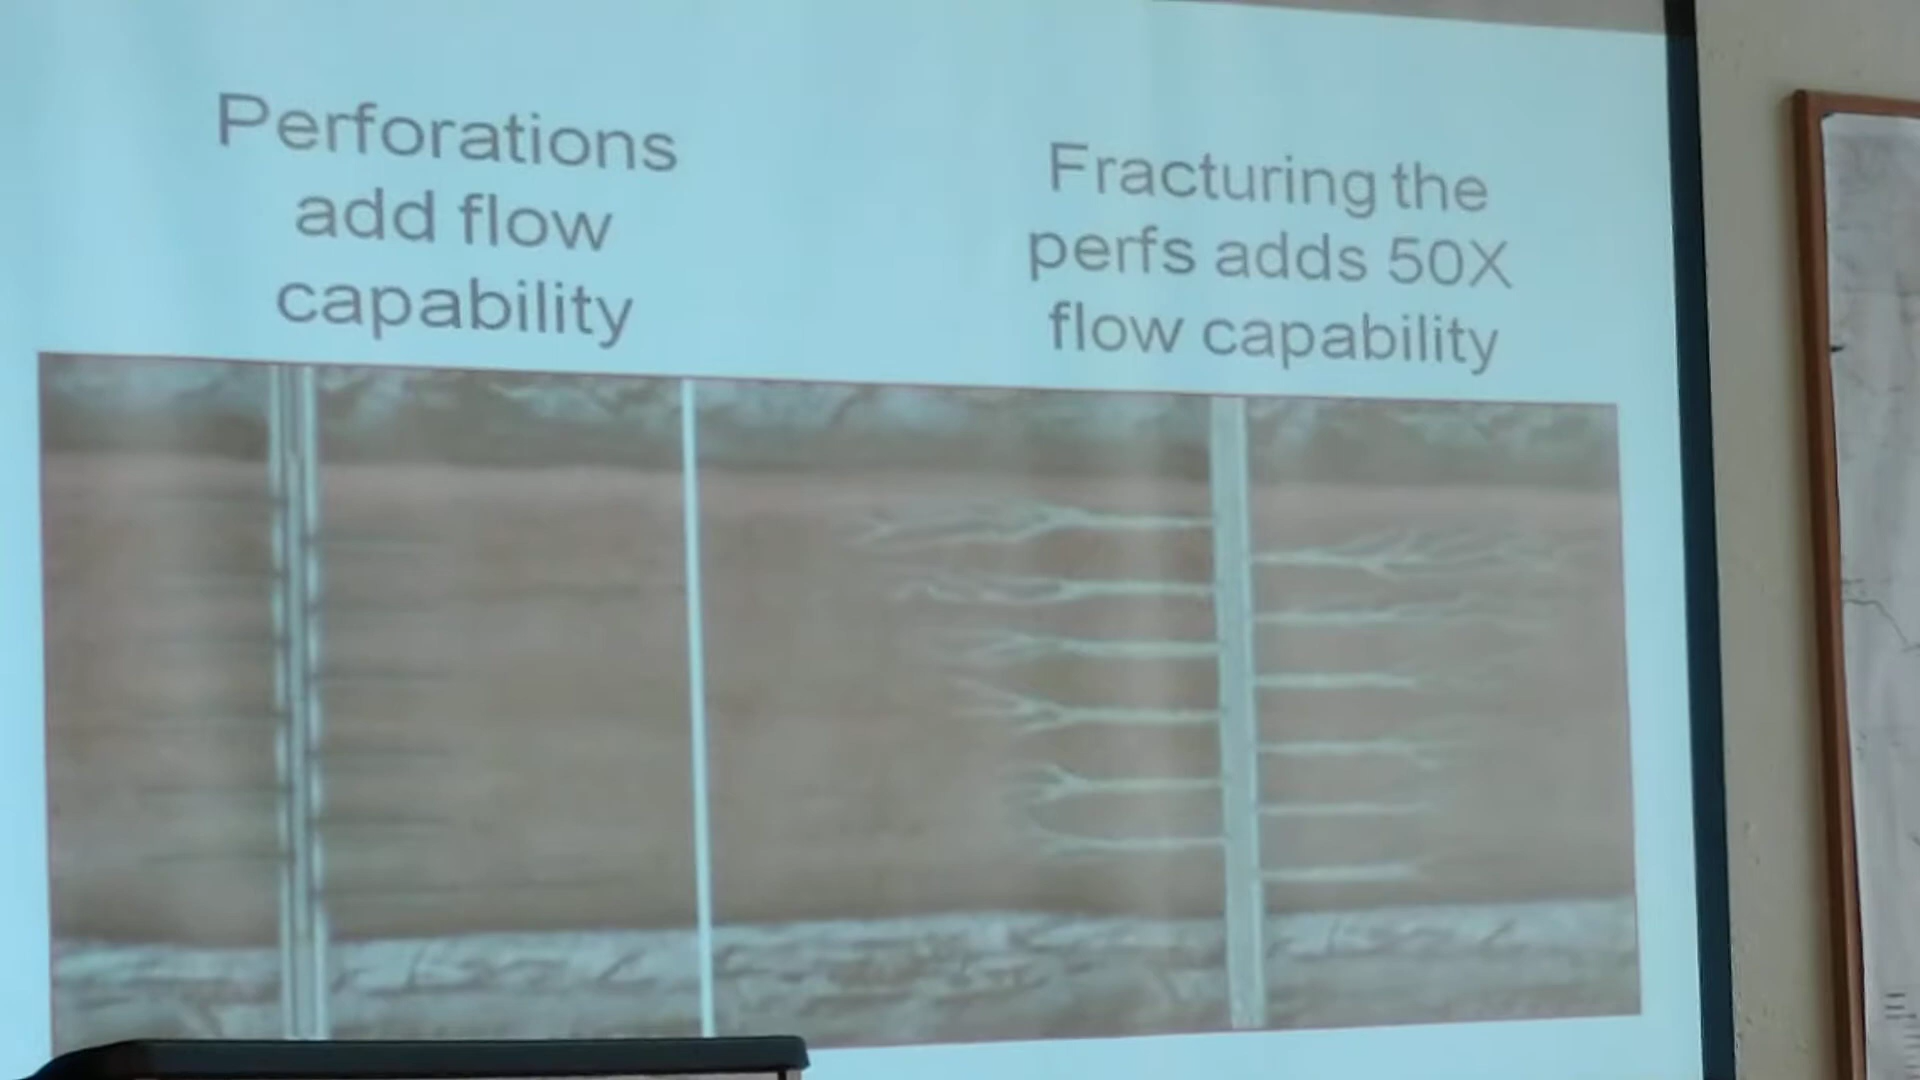 Perforations
add flow
capability
Fracturing the
perfs adds 50X
flow capability